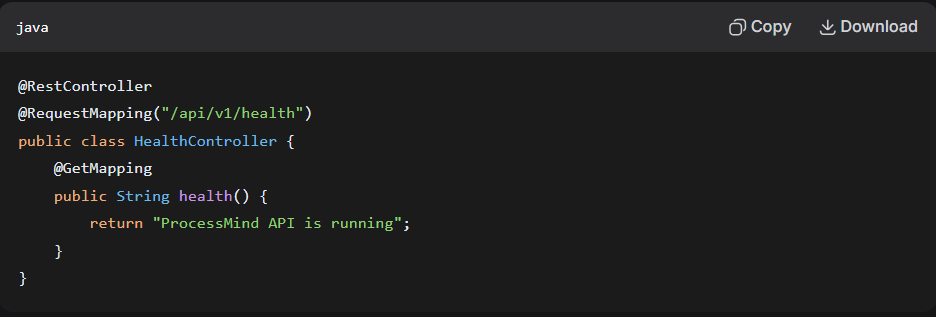 java
Copy
Download
@RestController
@RequestMapping("/api/v1/health")
public class HealthController {
    @GetMapping
    public String health() {
        return "ProcessMind API is running";
    }
}